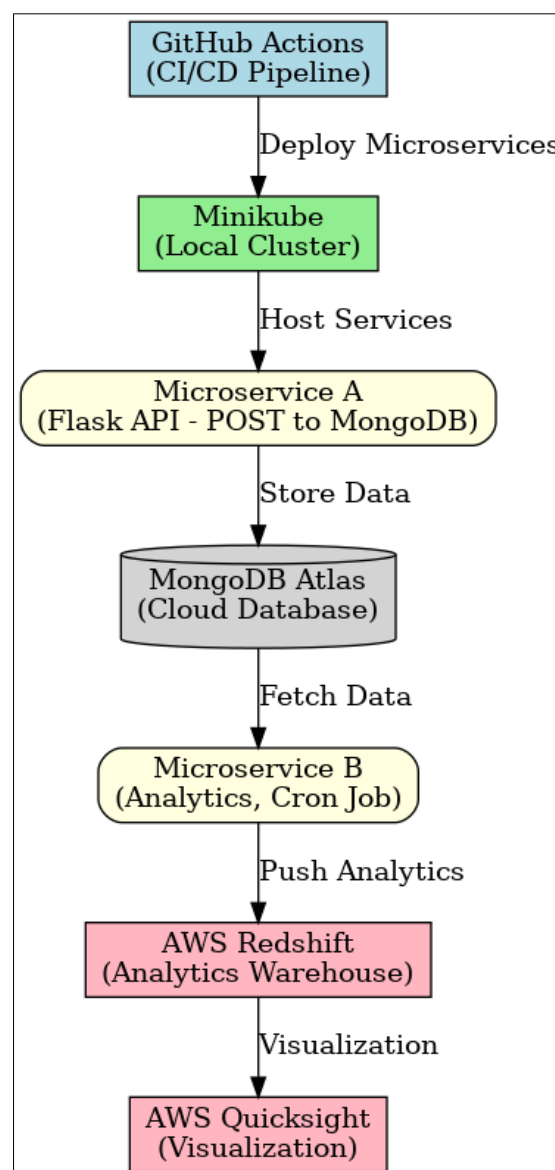 GitHub Actions
(CI/CD Pipeline)
Deploy Microservices
Minikube
(Local Cluster)
Host Services
Microservice A
(Flask API - POST to MongoDB)
Store Data
MongoDB Atlas
(Cloud Database)
Fetch Data
Microservice B
(Analytics, Cron Job)
Push Analytics
AWS Redshift
(Analytics Warehouse)
Visualization
AWS Quicksight
(Visualization)